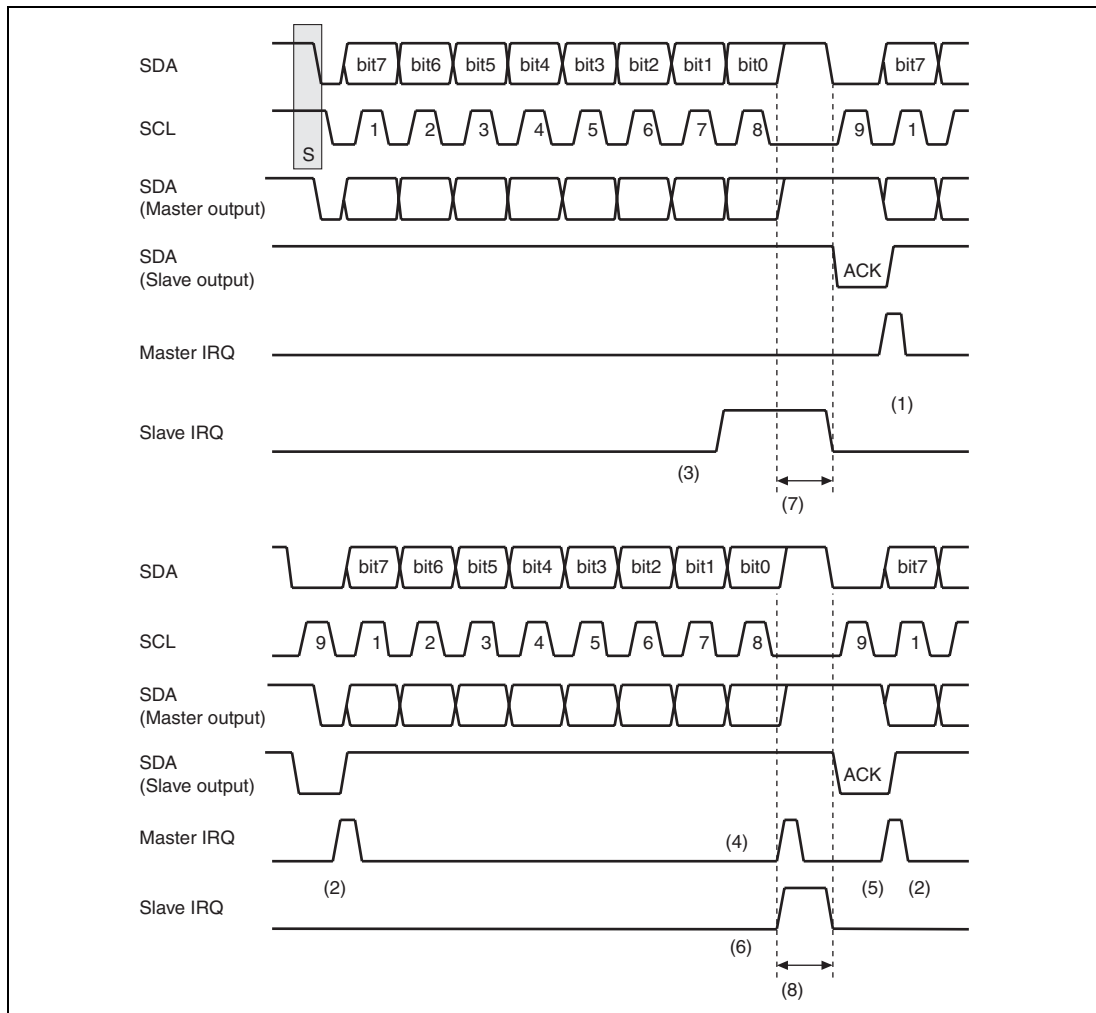 SDA bit7 bit6 bit5 bit4 bit3 bit2 bit1 bit0 bit7
SCL 1 2 3 4 5 6 7 8 9 1
S
SDA
(Master output)
SDA
(Slave output) ACK
Master IRQ
(1)
Slave IRQ
(3)
(7)
SDA bit7 bit6 bit5 bit4 bit3 bit2 bit1 bit0 bit7
SCL 9 1 2 3 4 5 6 7 8 9 1
SDA
(Master output)
SDA
(Slave output) ACK
Master IRQ (4)
(2) (5) (2)
Slave IRQ
(6)
(8)